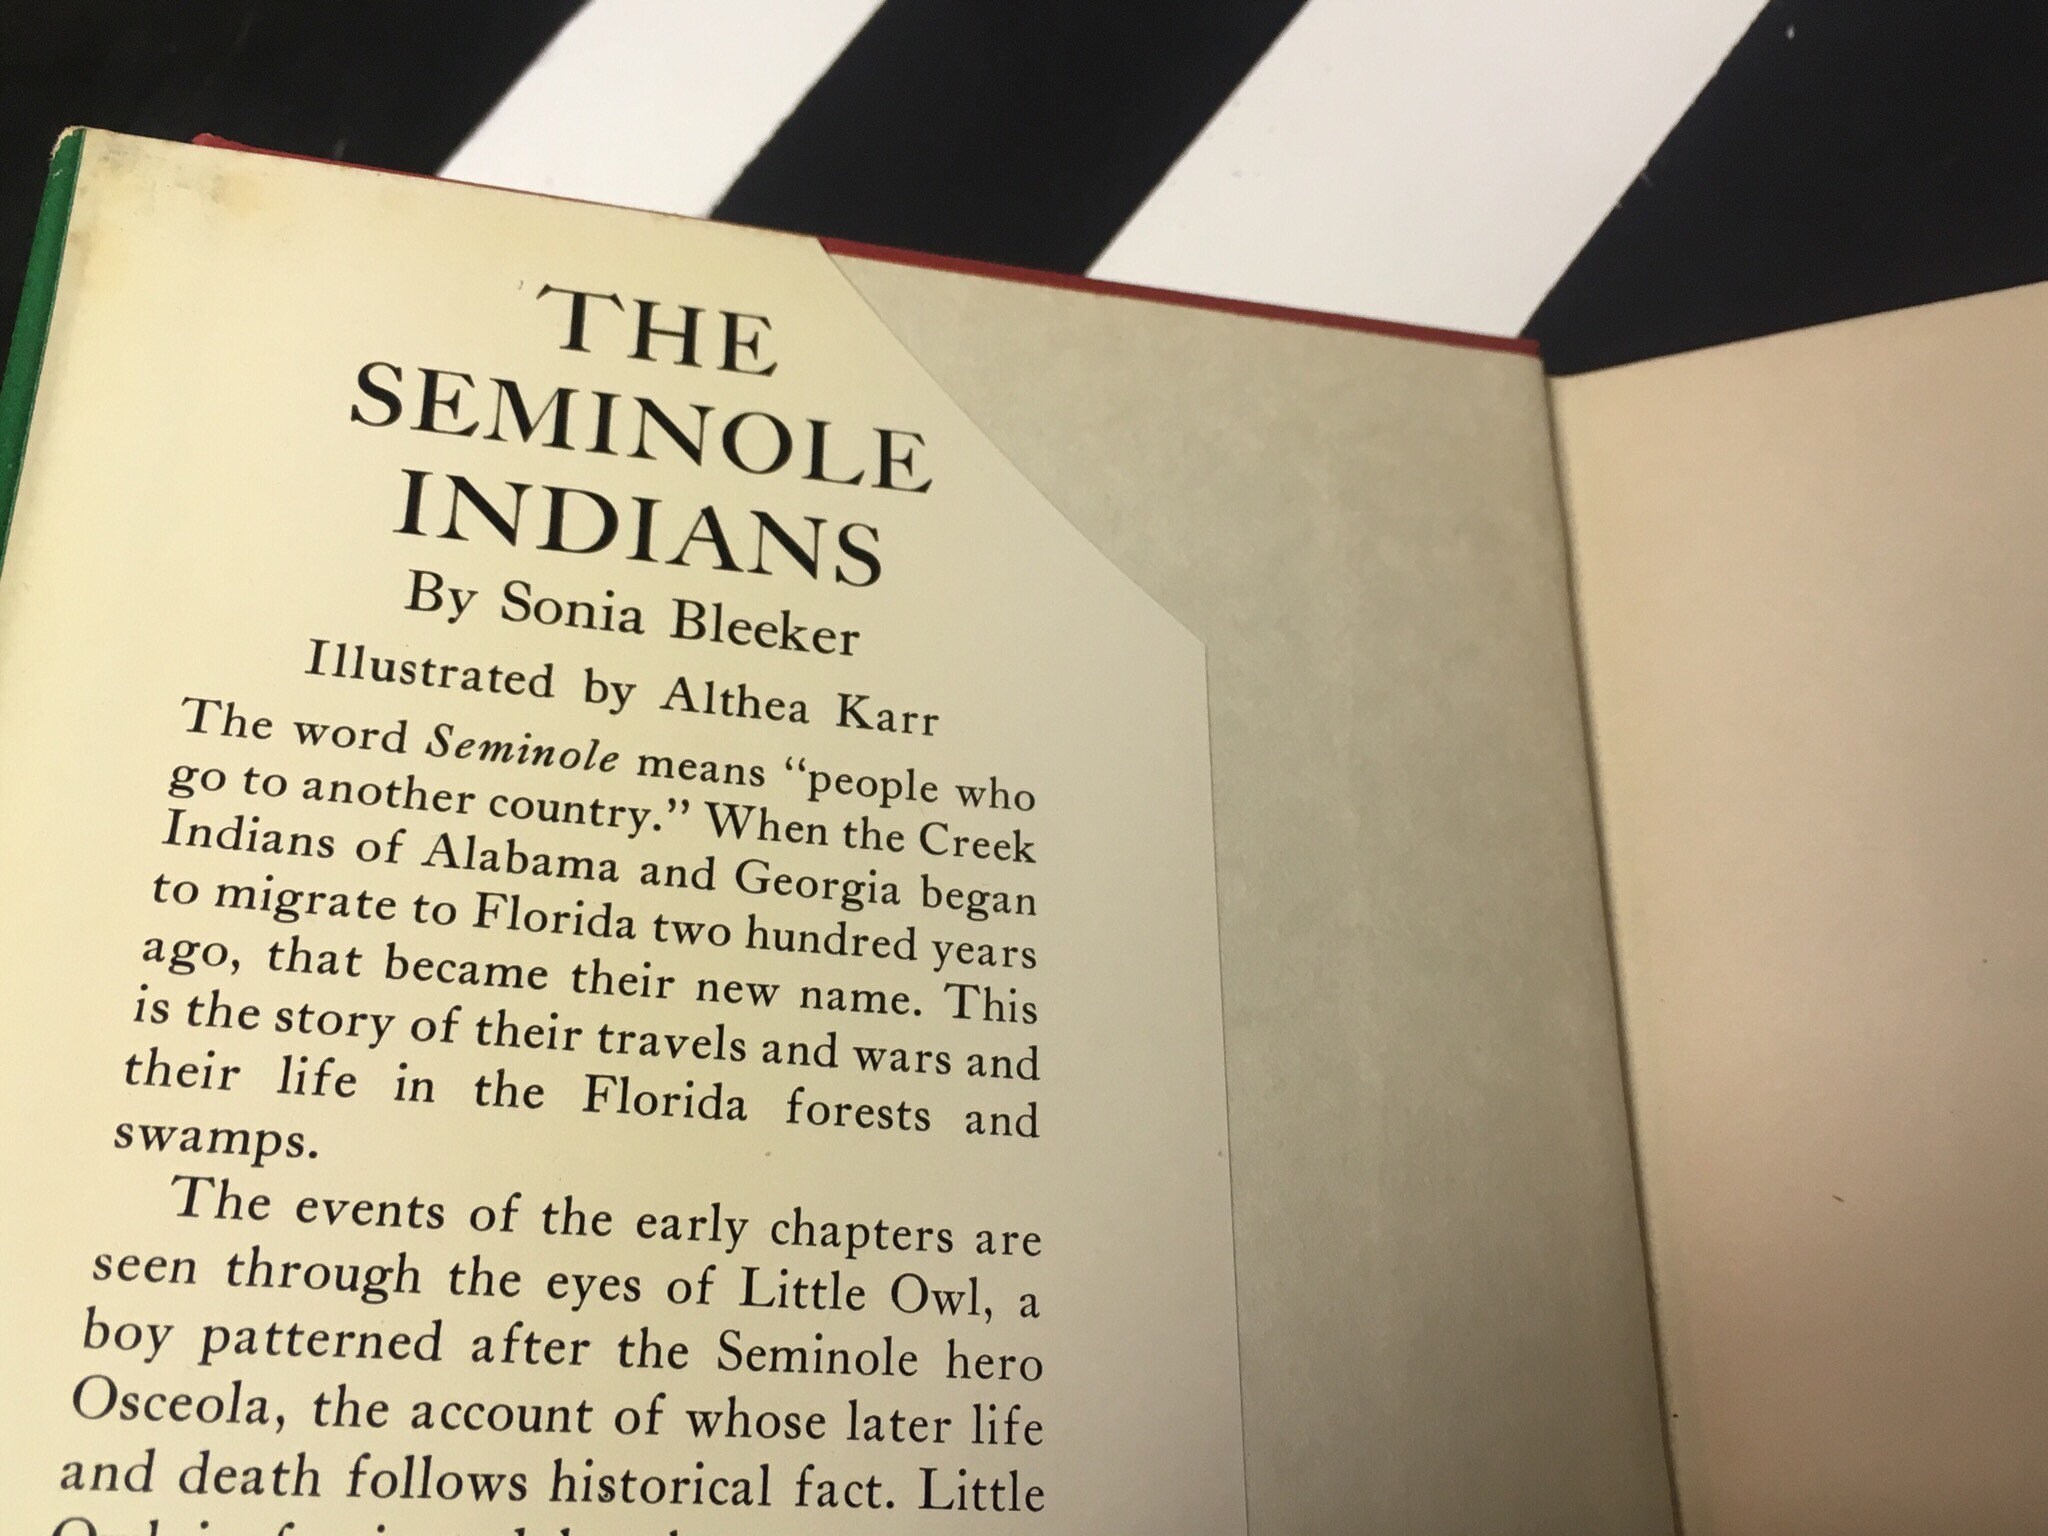 THE
SEMINOLE
INDIANS
By Sonia Bleeker
Illustrated by Althea Karr
The word Seminole means “people who
go to another country.” When the Creek
Indians of Alabama and Georgia began
to migrate to Florida two hundred years
ago, that became their new name. This
is the story of their travels and wars and
their life in the Florida forests and
swamps.
The events of the early chapters are
seen through the eyes of Little Owl, a
boy patterned after the Seminole hero
Osceola, the account of whose later life
and death follows historical fact. Little